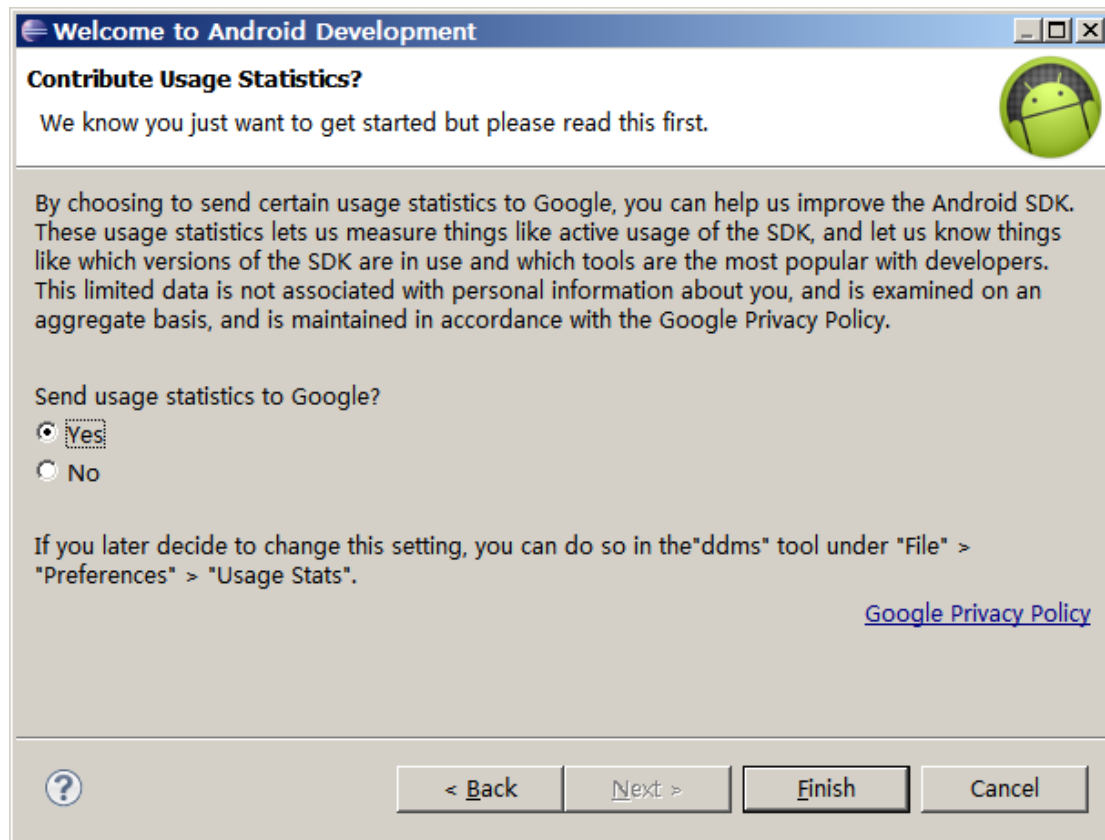 Welcome to Android Development
Contribute Usage Statistics?
We know you just want to get started but please read this first.
By choosing to send certain usage statistics to Google, you can help us improve the Android SDK.
These usage statistics lets us measure things like active usage of the SDK, and let us know things
like which versions of the SDK are in use and which tools are the most popular with developers.
This limited data is not associated with personal information about you, and is examined on an
aggregate basis, and is maintained in accordance with the Google Privacy Policy.
Send usage statistics to Google?
Yes
No
If you later decide to change this setting, you can do so in the"ddms" tool under "File" >
"Preferences" > "Usage Stats".
Google Privacy Policy
? < Back Next > Finish Cancel